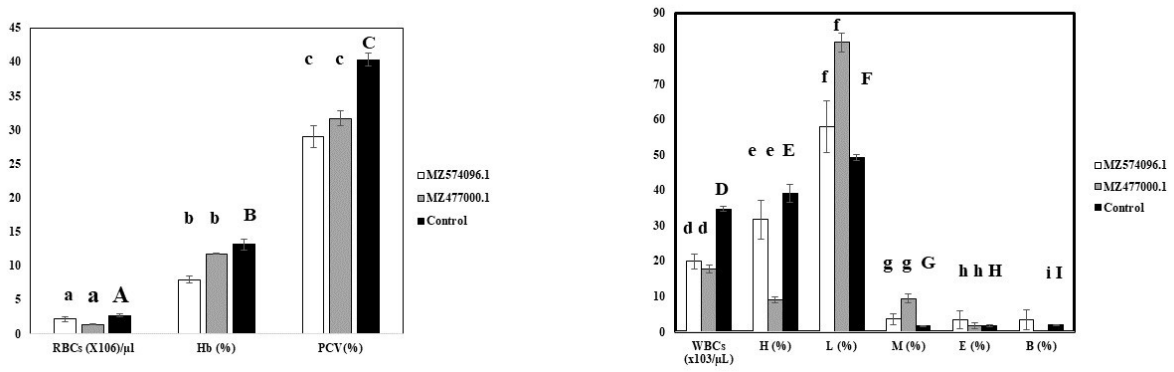 45
40
35
30
25
20
15
10
5
0
a a A
b b B
c c C
RBCs (X106)/µl Hb (%) PCV(%)
MZ574096.1
MZ477000.1
Control
90
80
70
60
50
40
30
20
10
0
d d D
e e E
f f F
g g G
h h H
i I
WBCs (x103/µL) H (%) L (%) M (%) E (%) B (%)
MZ574096.1
MZ477000.1
Control